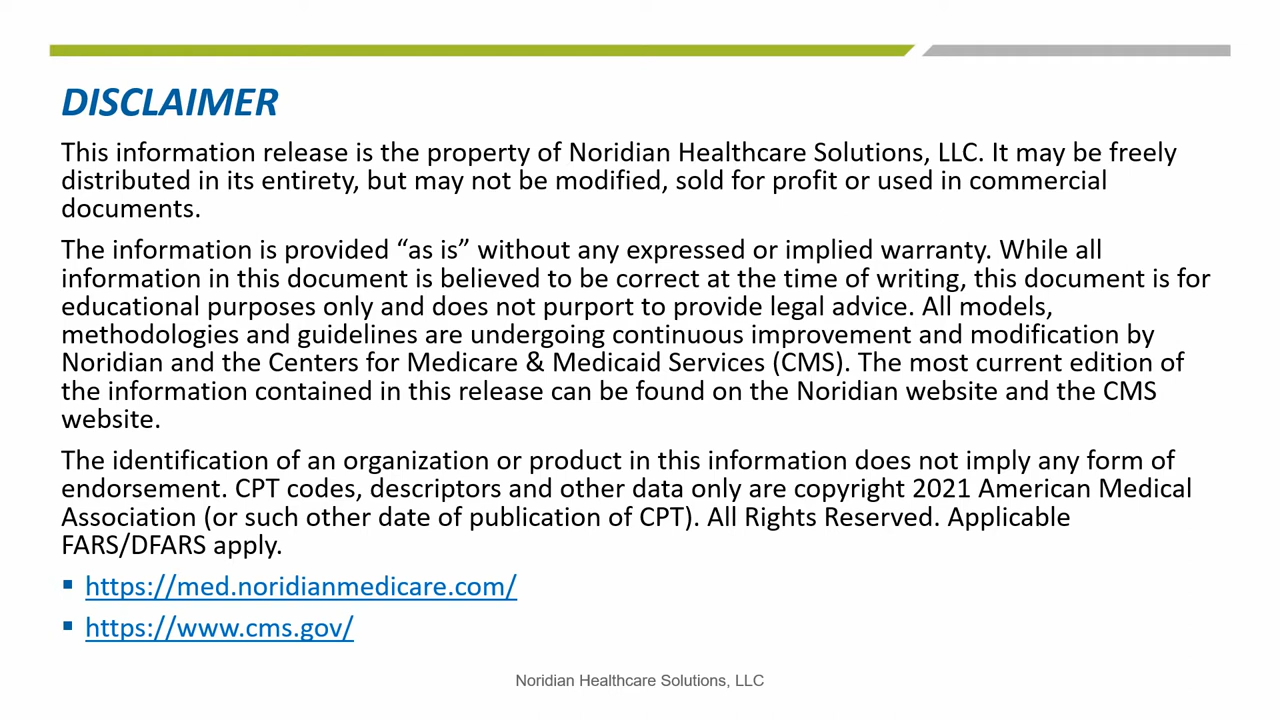 DISCLAIMER
This information release is the property of Noridian Healthcare Solutions, LLC. It may be freely
distributed in its entirety, but may not be modified, sold for profit or used in commercial
documents.
The information is provided “as is” without any expressed or implied warranty. While all
information in this document is believed to be correct at the time of writing, this document is for
educational purposes only and does not purport to provide legal advice. All models,
methodologies and guidelines are undergoing continuous improvement and modification by
Noridian and the Centers for Medicare & Medicaid Services (CMS). The most current edition of
the information contained in this release can be found on the Noridian website and the CMS
website.
The identification of an organization or product in this information does not imply any form of
endorsement. CPT codes, descriptors and other data only are copyright 2021 American Medical
Association (or such other date of publication of CPT). All Rights Reserved. Applicable
FARS/DFARS apply.
▪ https://med.noridianmedicare.com/
▪ https://www.cms.gov/
Noridian Healthcare Solutions, LLC